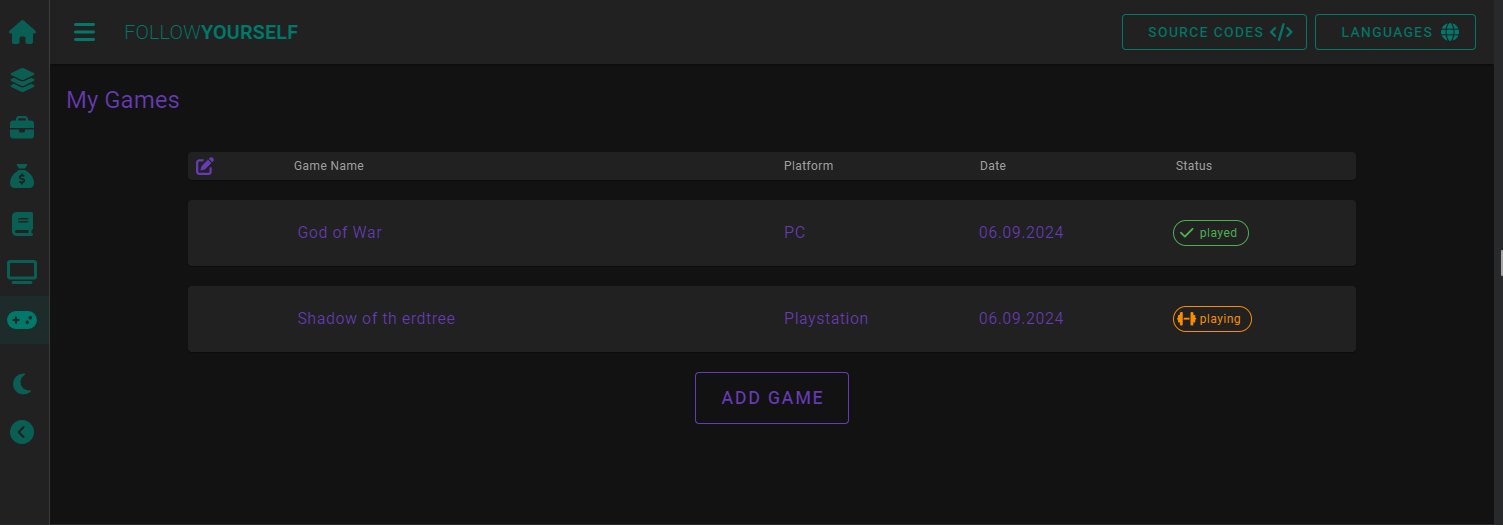 FOLLOWYOURSELF
SOURCE CODES </>
LANGUAGES
My Games
Game Name Platform Date Status
God of War PC 06.09.2024 played
Shadow of th erdtree Playstation 06.09.2024 playing
ADD GAME